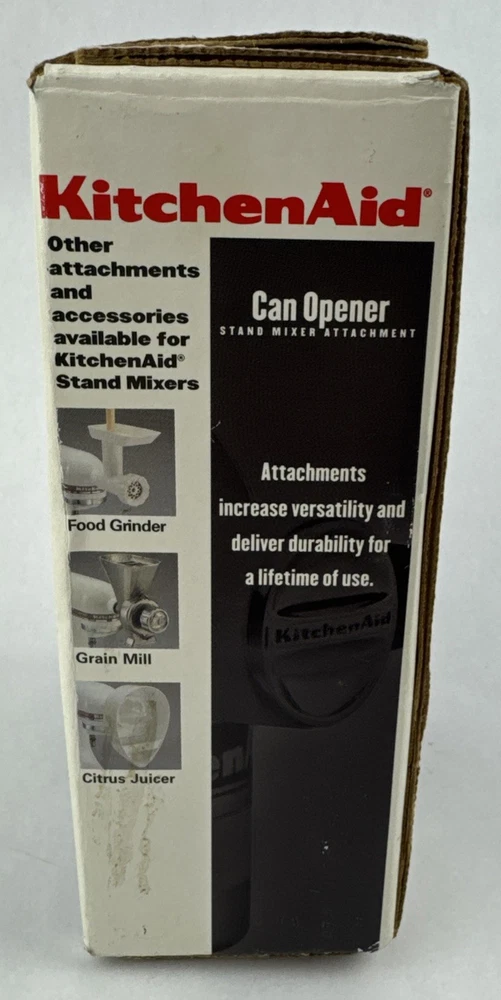 KitchenAid®
Other
attachments
and
accessories
available for
KitchenAid®
Stand Mixers
Food Grinder
Grain Mill
Citrus Juicer
Can Opener
STAND MIXER ATTACHMENT
Attachments
increase versatility and
deliver durability for
a lifetime of use.
KitchenAid